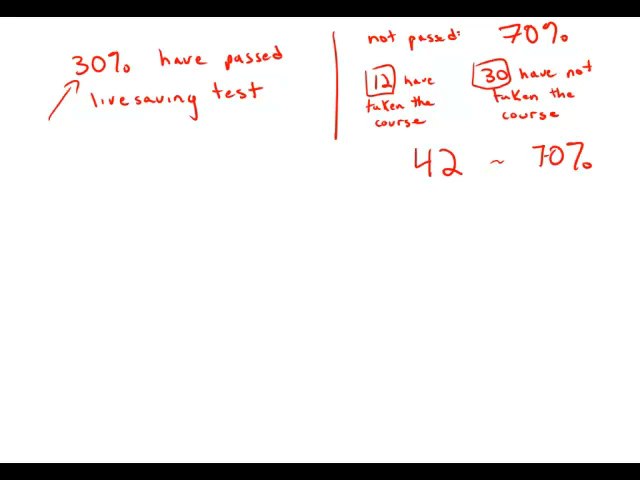 30% have passed
livesaving test
not passed: 70%
12 have
taken the
course
30 have not
taken the
course
42 ~ 70%